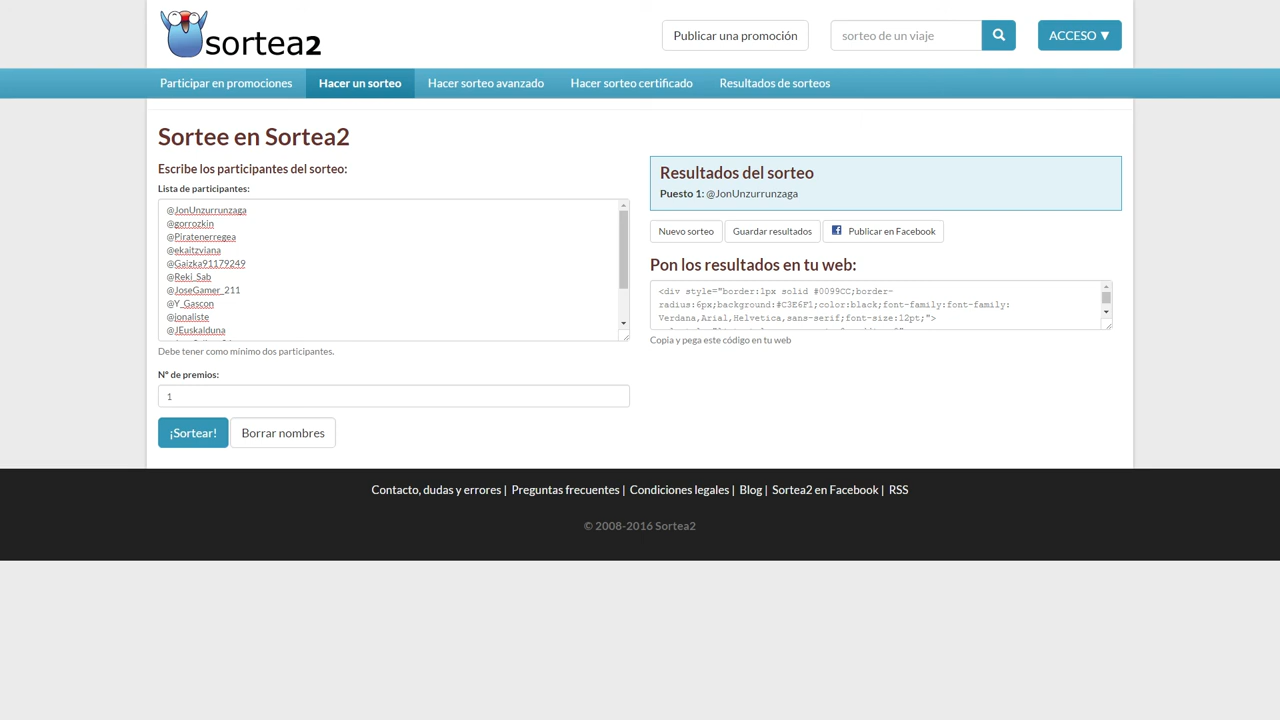 sortea2
Publicar una promoción
sorteo de un viaje
ACCESO ▼
Participar en promociones
Hacer un sorteo
Hacer sorteo avanzado
Hacer sorteo certificado
Resultados de sorteos
Sortee en Sortea2
Escribe los participantes del sorteo:
Lista de participantes:
@JonUnzurrunzaga
@gorrozkin
@Piratenerregea
@ekaitzviana
@Gaizka91179249
@Reki_Sab
@JoseGamer_211
@Y_Gascon
@jonaliste
@JEuskalduna
Debe tener como mínimo dos participantes.
Nº de premios:
1
¡Sortear!
Borrar nombres
Resultados del sorteo
Puesto 1: @JonUnzurrunzaga
Nuevo sorteo
Guardar resultados
Publicar en Facebook
Pon los resultados en tu web:
<div style="border:1px solid #0099CC;border-
radius:6px;background:#C3E6F1;color:black;font-family:font-family:
Verdana,Arial,Helvetica,sans-serif;font-size:12pt;">
Copia y pega este código en tu web
Contacto, dudas y errores | Preguntas frecuentes | Condiciones legales | Blog | Sortea2 en Facebook | RSS
© 2008-2016 Sortea2